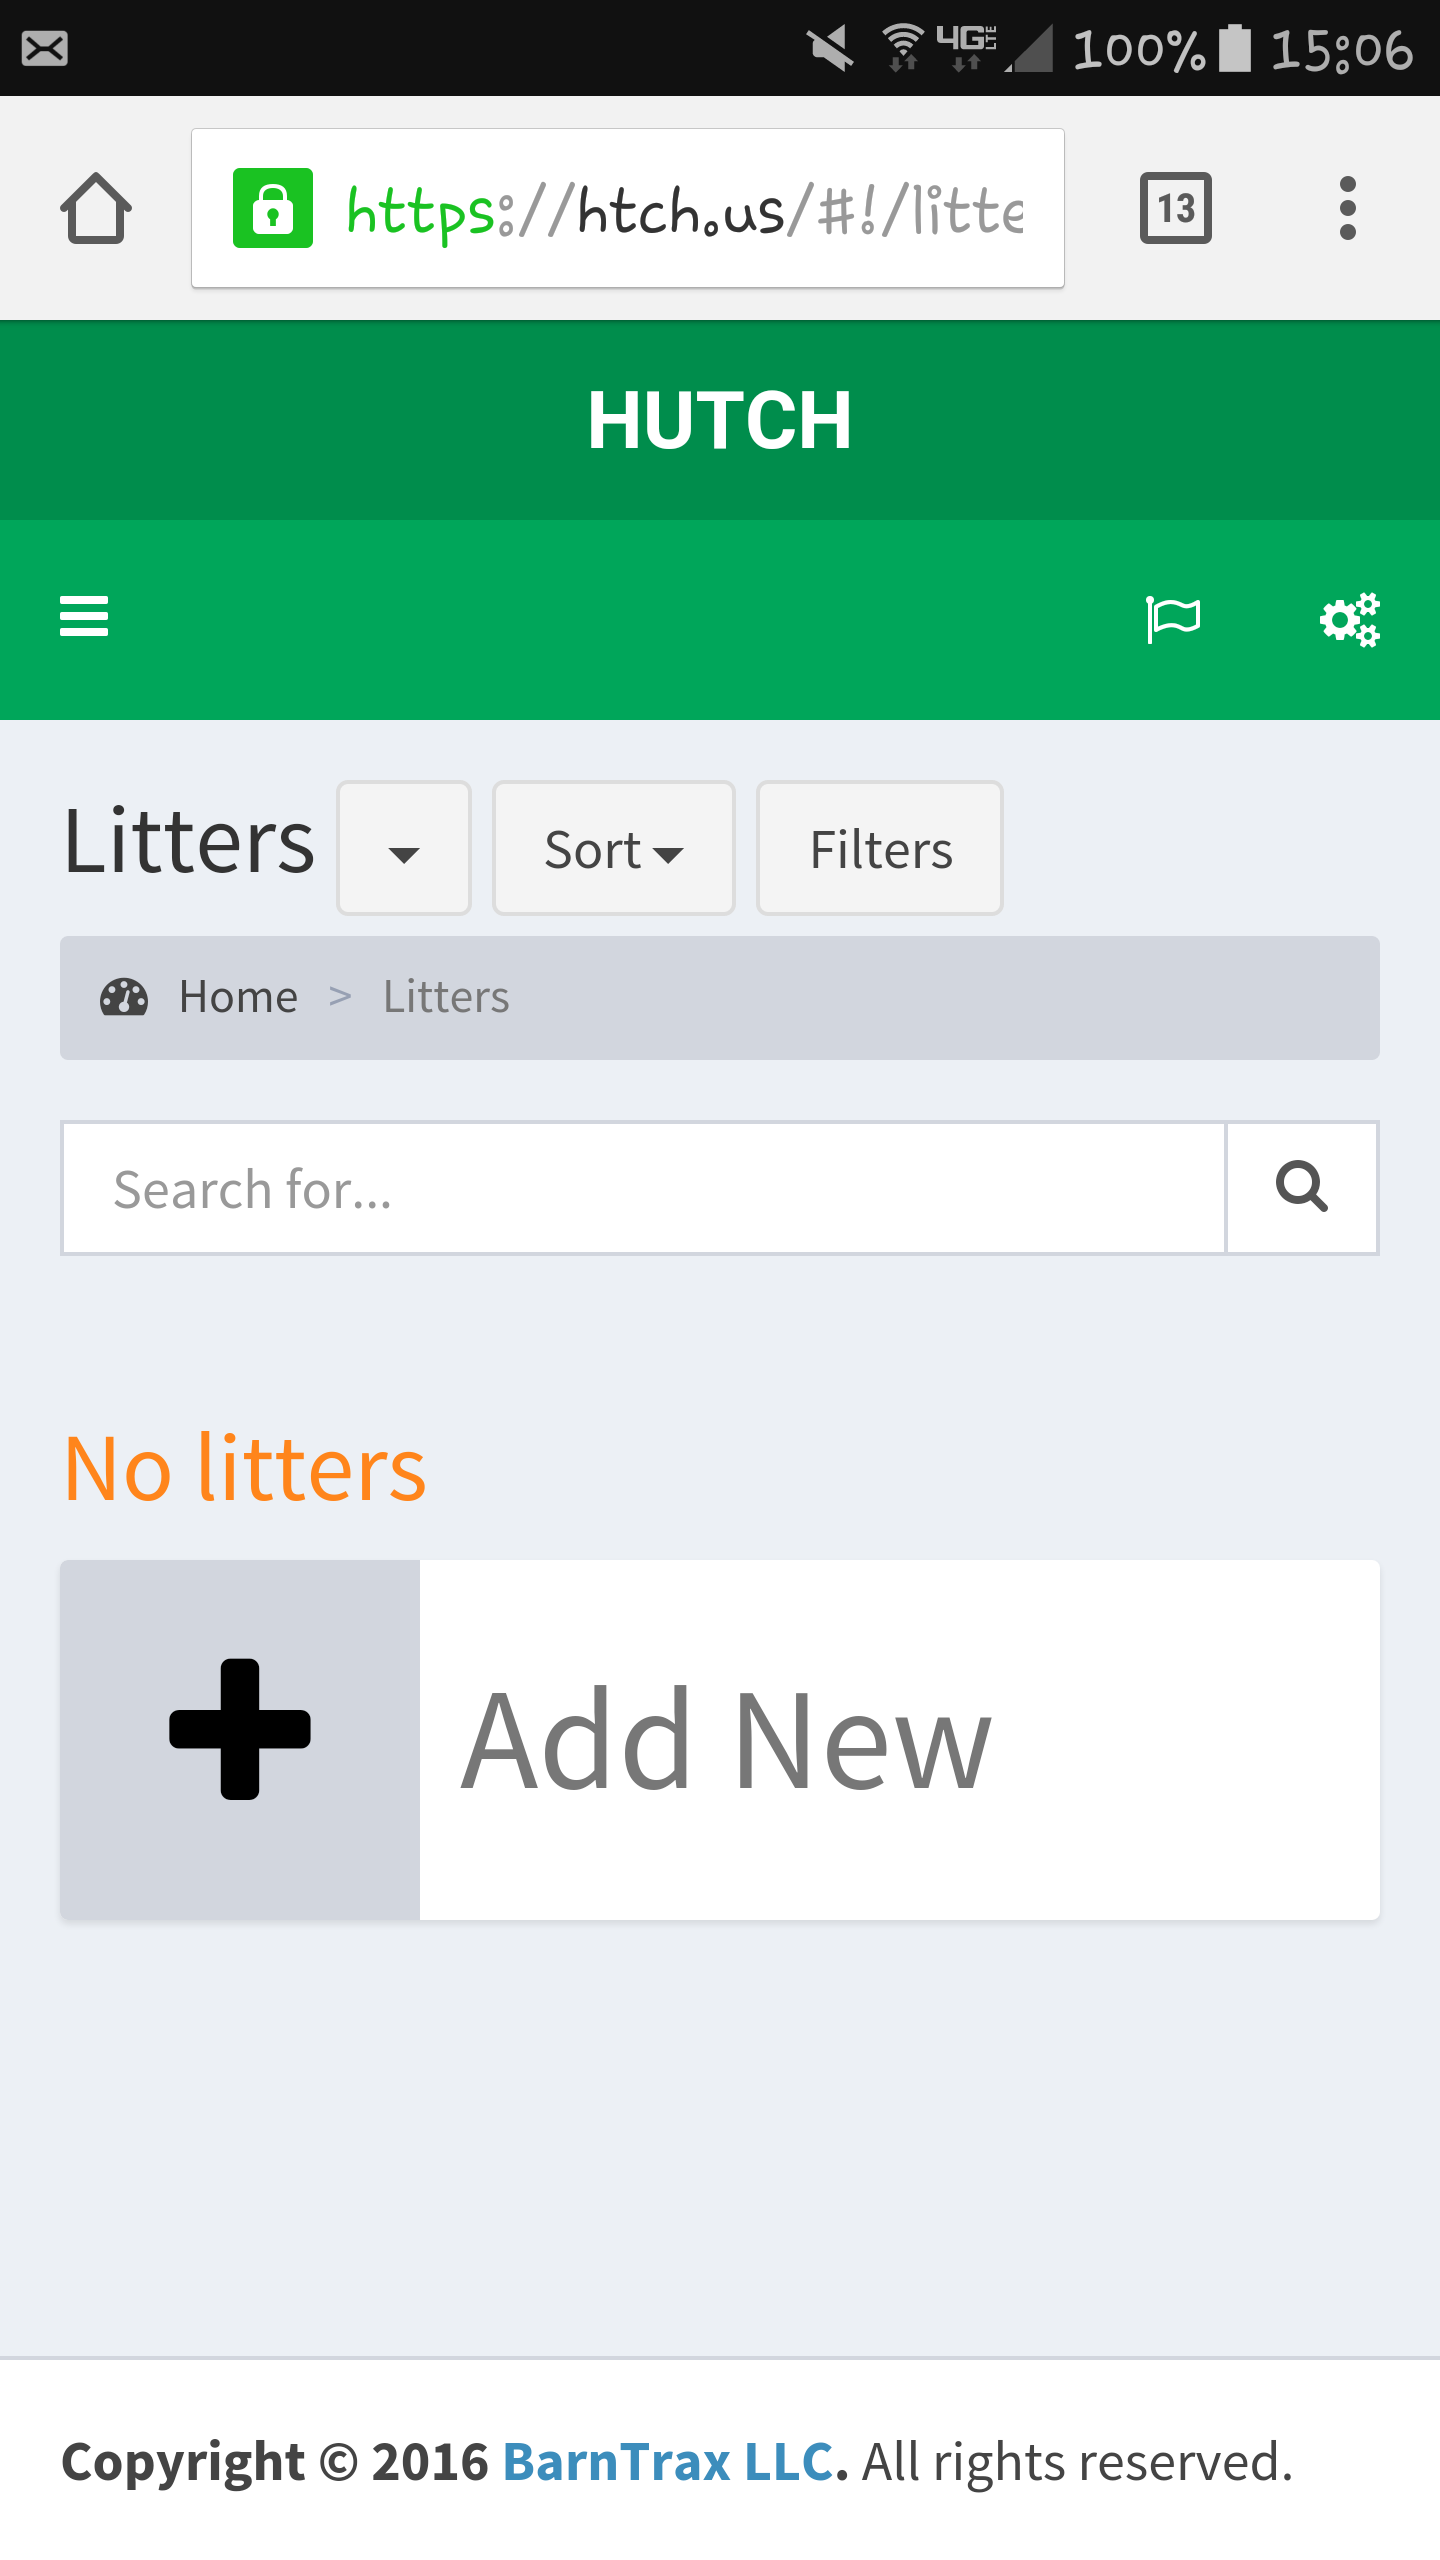 4G LTE 100% 15:06
https://htch.us/#!/litte
13
HUTCH
Litters Sort Filters
Home > Litters
Search for...
No litters
Add New
Copyright © 2016 BarnTrax LLC. All rights reserved.